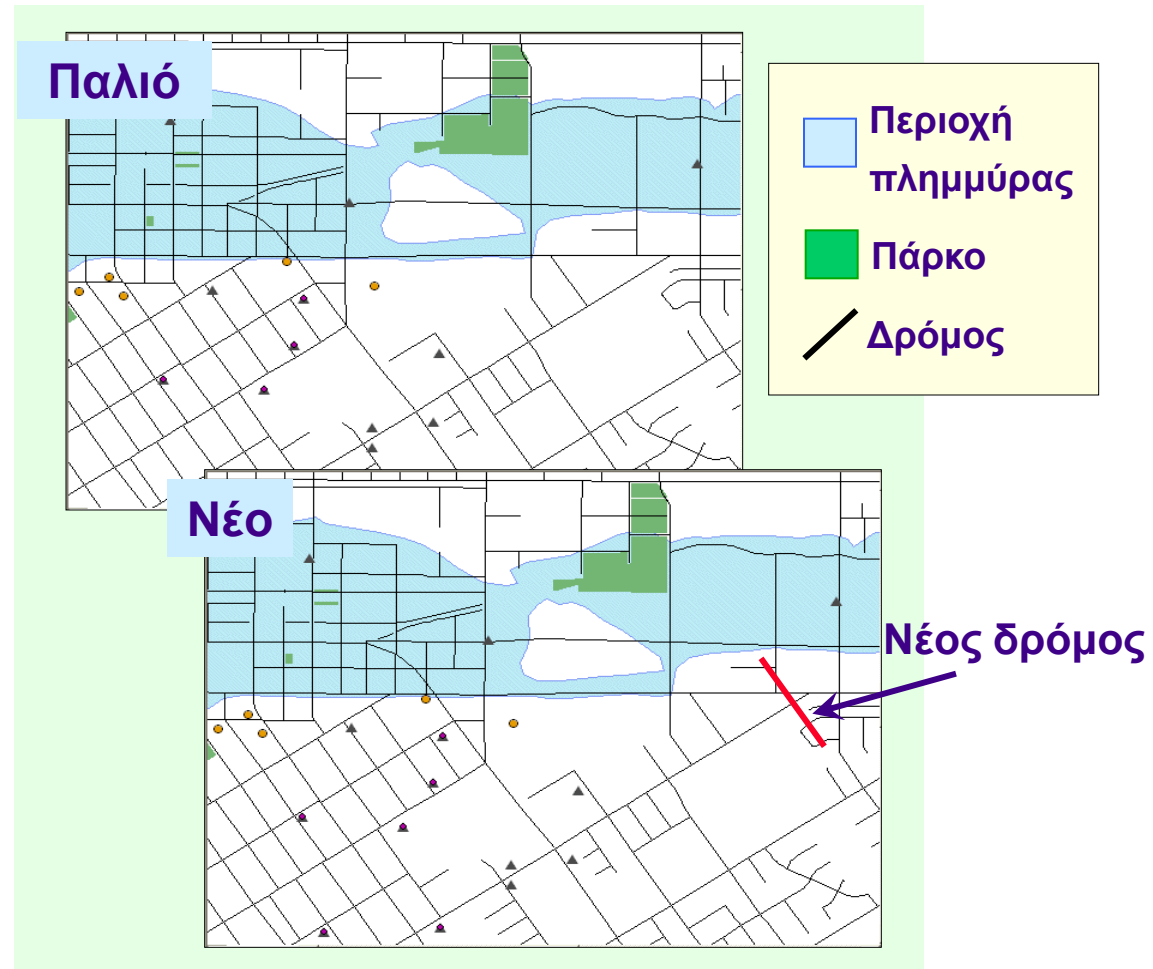 Παλιό
Περιοχή
πλημμύρας
Πάρκο
Δρόμος
Νέο
Νέος δρόμος